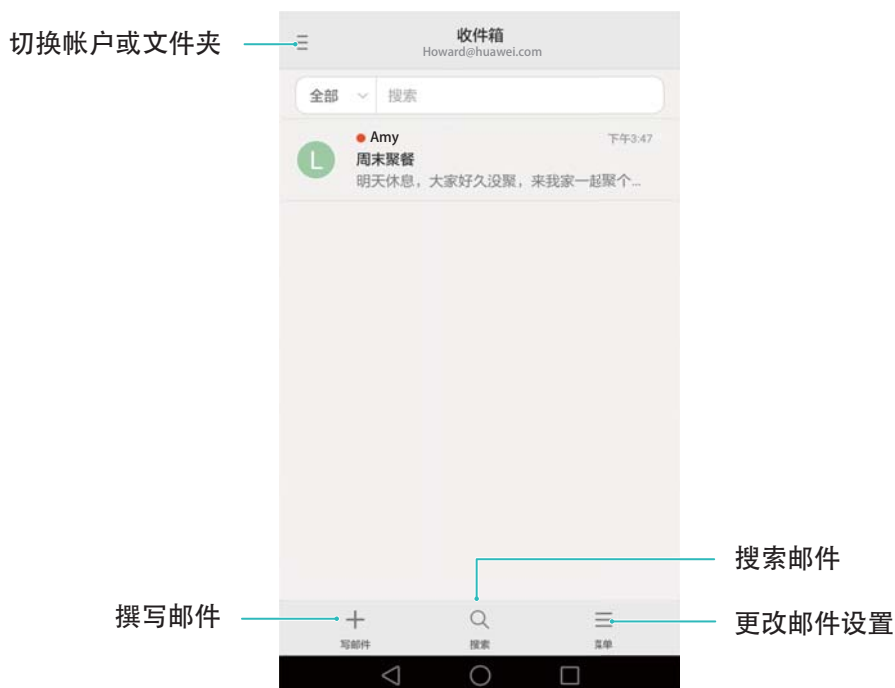 收件箱
切换帐户或文件夹
Howard@huawei.com
全部 搜索
Amy 下午3:47
L 周末聚餐
明天休息，大家好久没聚，来我家一起聚个...
搜索邮件
撰写邮件
更改邮件设置
写邮件 搜索 菜单